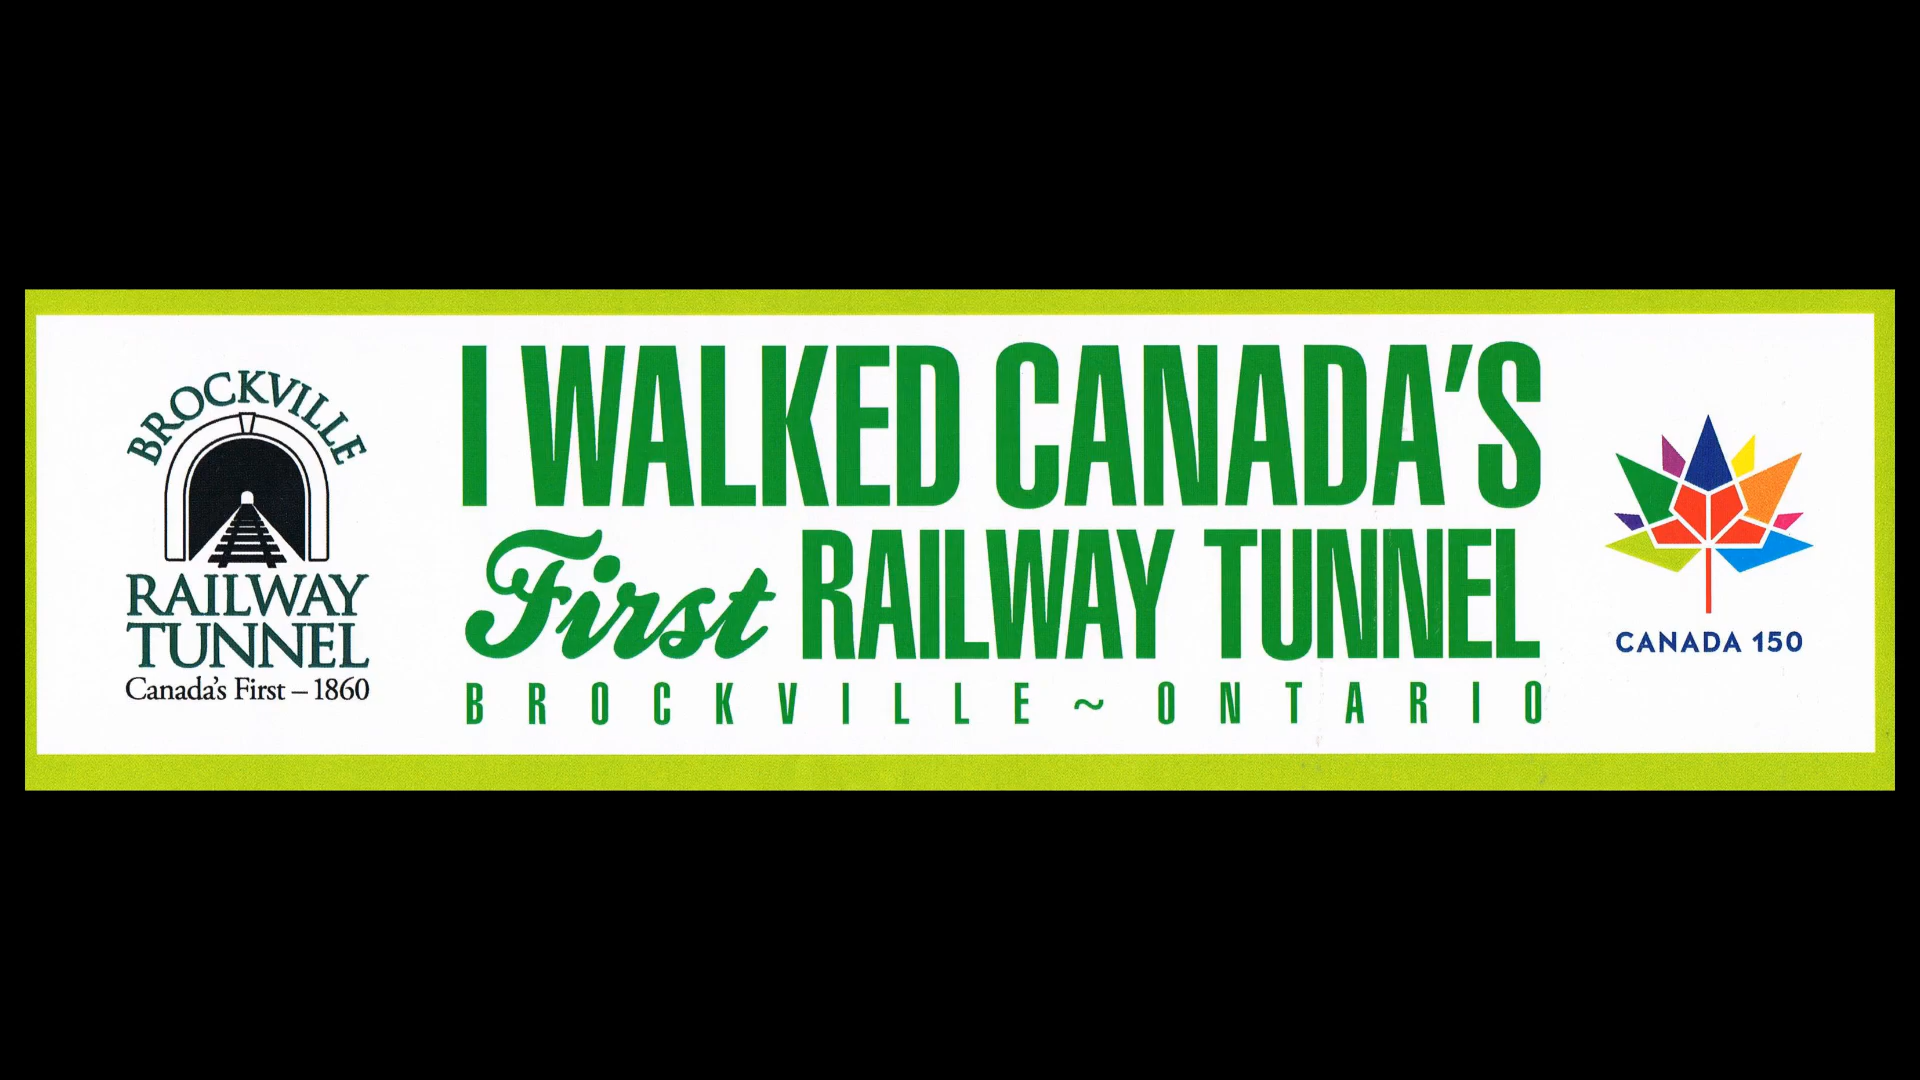 BROCKVILLE
RAILWAY
TUNNEL
Canada's First – 1860
I WALKED CANADA'S
First RAILWAY TUNNEL
BROCKVILLE ~ ONTARIO
CANADA 150